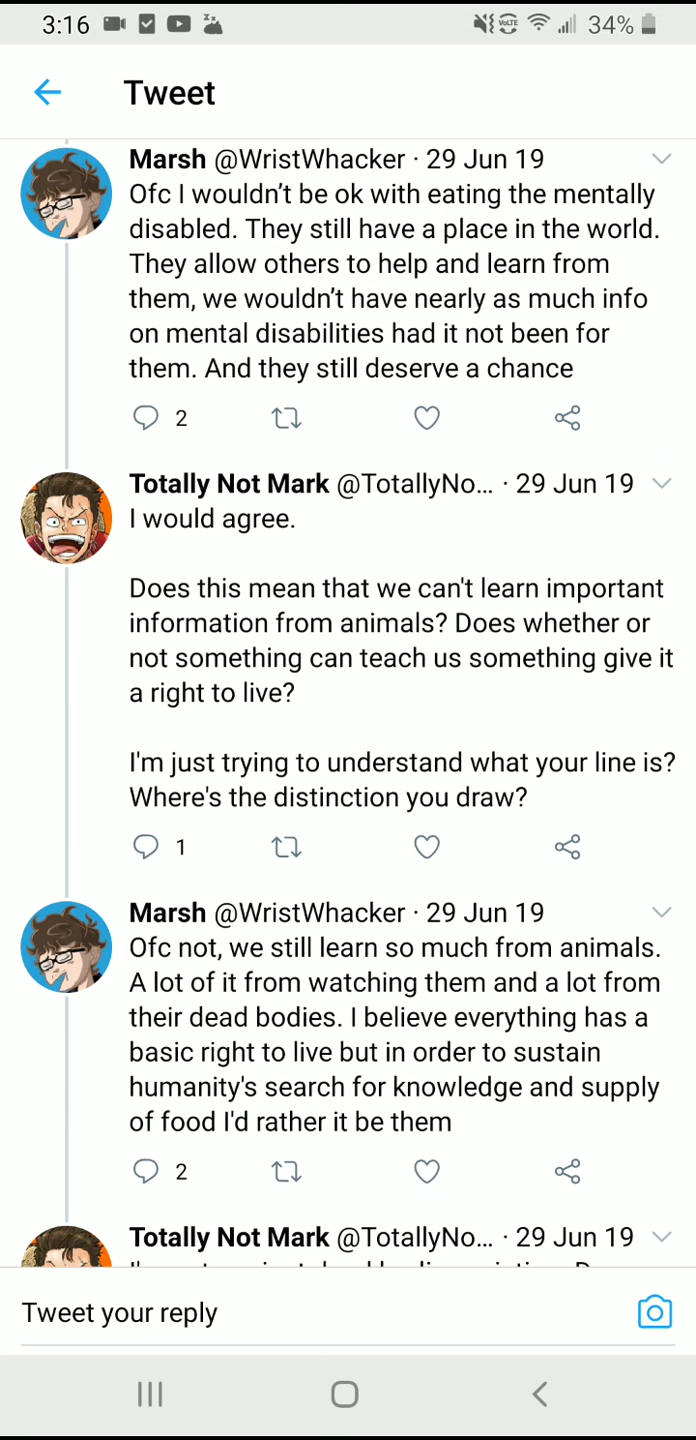 3:16
VoLTE
34%
Tweet
Marsh @WristWhacker · 29 Jun 19
Ofc I wouldn’t be ok with eating the mentally
disabled. They still have a place in the world.
They allow others to help and learn from
them, we wouldn’t have nearly as much info
on mental disabilities had it not been for
them. And they still deserve a chance
2
Totally Not Mark @TotallyNo... · 29 Jun 19
I would agree.
Does this mean that we can't learn important
information from animals? Does whether or
not something can teach us something give it
a right to live?
I'm just trying to understand what your line is?
Where's the distinction you draw?
1
Marsh @WristWhacker · 29 Jun 19
Ofc not, we still learn so much from animals.
A lot of it from watching them and a lot from
their dead bodies. I believe everything has a
basic right to live but in order to sustain
humanity's search for knowledge and supply
of food I'd rather it be them
2
Totally Not Mark @TotallyNo... · 29 Jun 19
Tweet your reply